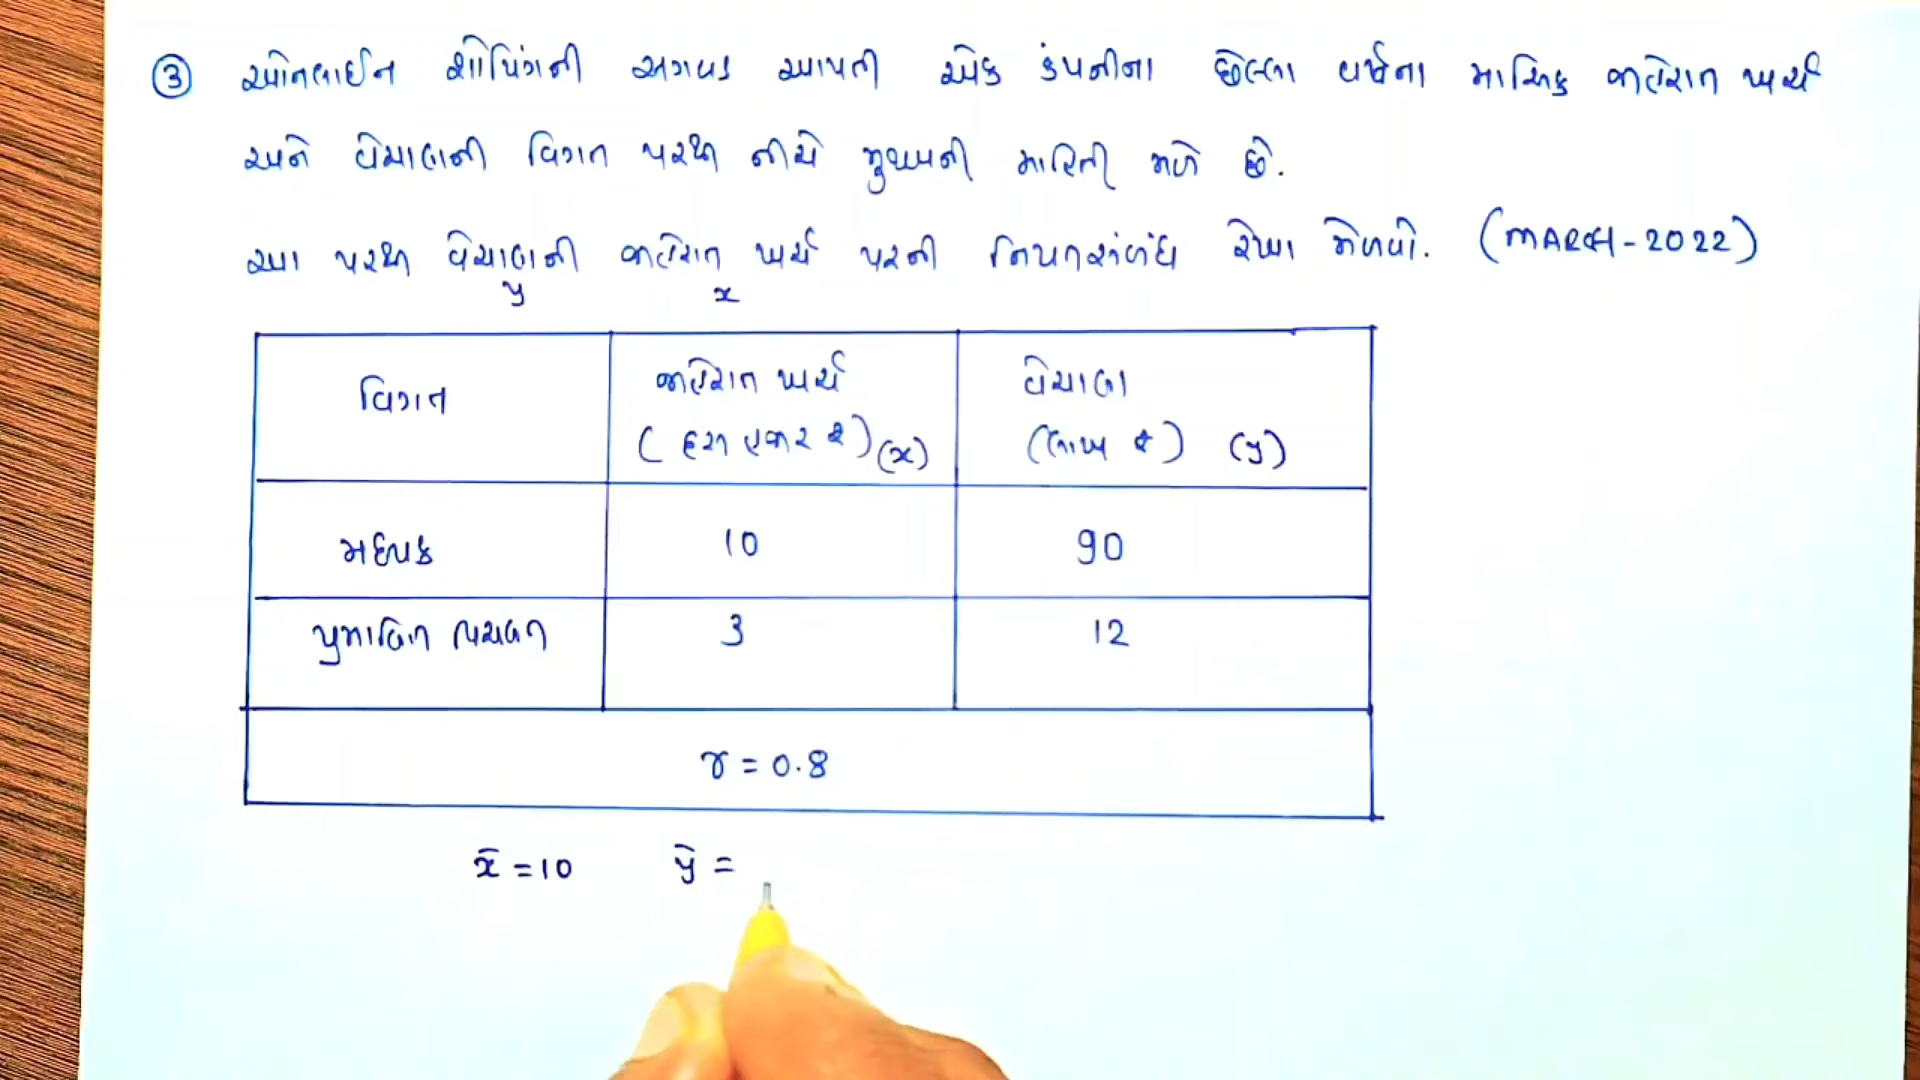 ③ ઓનલાઈન શોપિંગની સગવડ આપતી એક કંપનીના છેલ્લા વર્ષના માસિક જાહેરાત ખર્ચ
અને વેચાણની વિગત પરથી નીચે મુજબની માહિતી મળે છે.
આ પરથી વેચાણની જાહેરાત ખર્ચ પરની નિયતસંબંધ રેખા મેળવો. (MARCH-2022)
y x
વિગત જાહેરાત ખર્ચ વેચાણ
(દસ હજાર ₹) (x) (લાખ ₹) (y)
મધ્યક 10 90
પ્રમાણિત વિચલન 3 12
r = 0.8
x̄ = 10 ȳ =